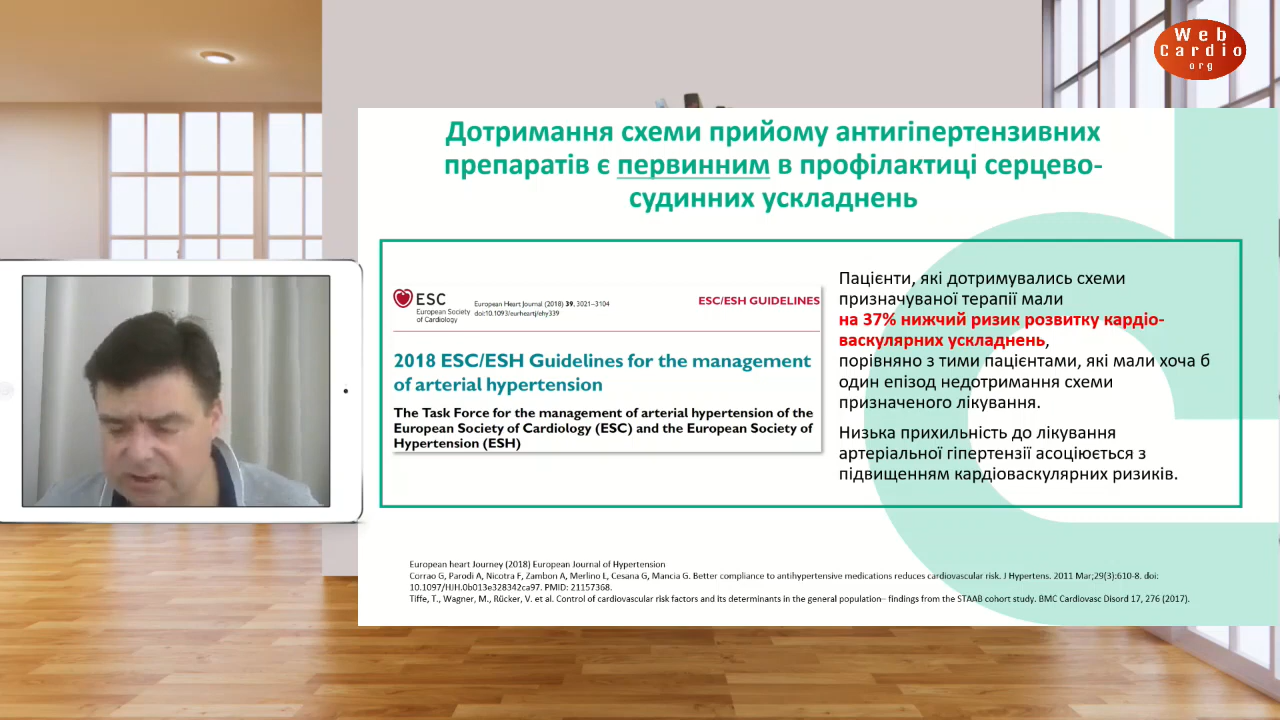 Web
Cardio
org
Дотримання схеми прийому антигіпертензивних
препаратів є первинним в профілактиці серцево-
судинних ускладнень
ESC
European Society
of Cardiology
European Heart Journal (2018) 39, 3021–3104
doi:10.1093/eurheartj/ehy339
ESC/ESH GUIDELINES
2018 ESC/ESH Guidelines for the management
of arterial hypertension
The Task Force for the management of arterial hypertension of the
European Society of Cardiology (ESC) and the European Society of
Hypertension (ESH)
Пацієнти, які дотримувались схеми
призначуваної терапії мали
на 37% нижчий ризик розвитку кардіо-
васкулярних ускладнень,
порівняно з тими пацієнтами, які мали хоча б
один епізод недотримання схеми
призначеного лікування.
Низька прихильність до лікування
артеріальної гіпертензії асоціюється з
підвищенням кардіоваскулярних ризиків.
European heart Journey (2018) European Journal of Hypertension
Corrao G, Parodi A, Nicotra F, Zambon A, Merlino L, Cesana G, Mancia G. Better compliance to antihypertensive medications reduces cardiovascular risk. J Hypertens. 2011 Mar;29(3):610-8. doi:
10.1097/HJH.0b013e328342ca97. PMID: 21157368.
Tiffe, T., Wagner, M., Rücker, V. et al. Control of cardiovascular risk factors and its determinants in the general population– findings from the STAAB cohort study. BMC Cardiovasc Disord 17, 276 (2017).